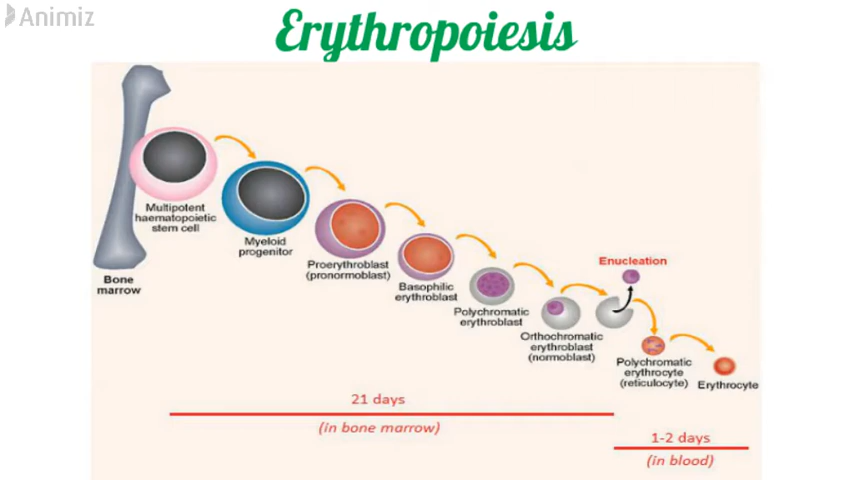 Animiz
Erythropoiesis
Multipotent
haematopoietic
stem cell
Myeloid
progenitor
Bone
marrow
Proerythroblast
(pronormoblast)
Basophilic
erythroblast
Polychromatic
erythroblast
Enucleation
Orthochromatic
erythroblast
(normoblast)
Polychromatic
erythrocyte
(reticulocyte)
Erythrocyte
21 days
(in bone marrow)
1-2 days
(in blood)